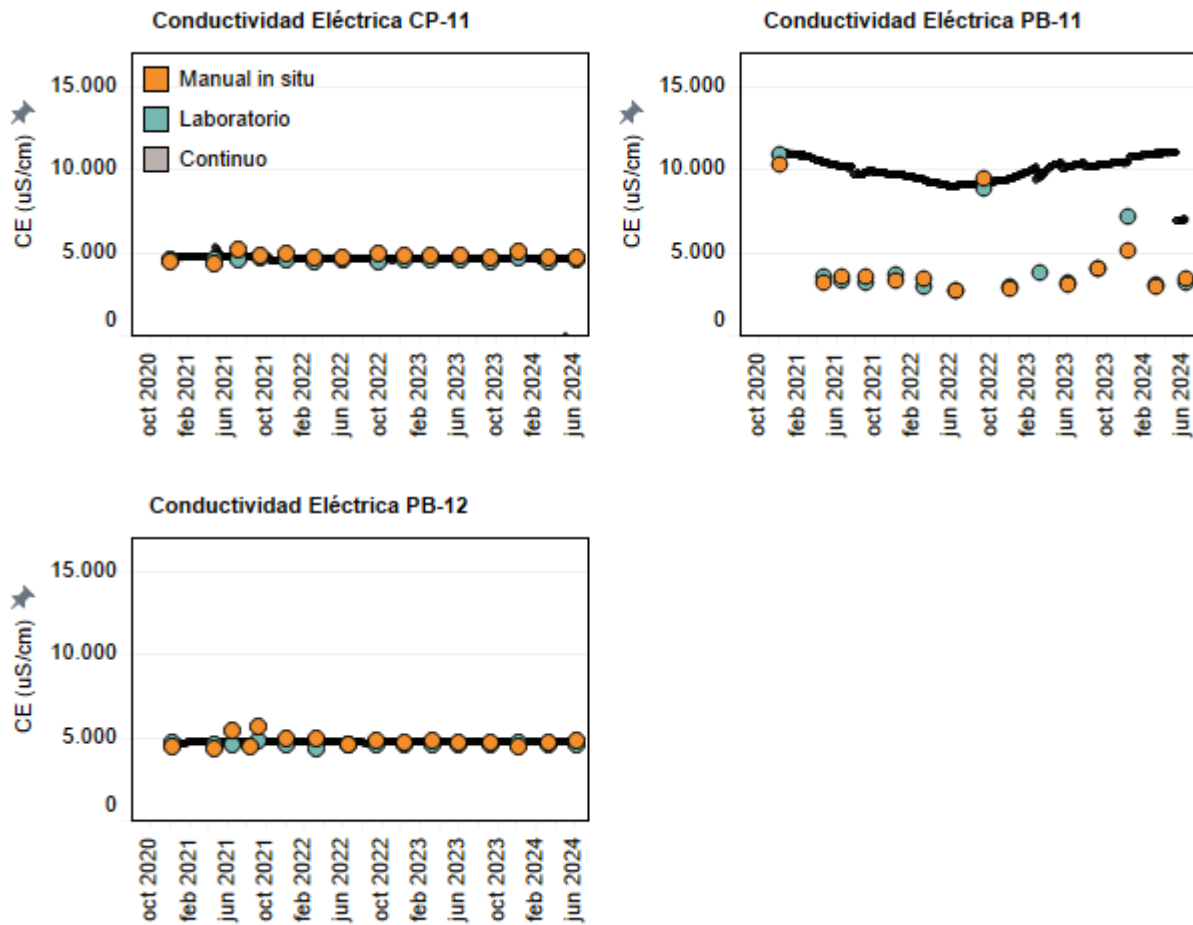 Conductividad Eléctrica CP-11
CE (uS/cm)
15.000
10.000
5.000
0
Manual in situ
Laboratorio
Continuo
oct 2020
feb 2021
jun 2021
oct 2021
feb 2022
jun 2022
oct 2022
feb 2023
jun 2023
oct 2023
feb 2024
jun 2024
Conductividad Eléctrica PB-11
CE (uS/cm)
15.000
10.000
5.000
0
oct 2020
feb 2021
jun 2021
oct 2021
feb 2022
jun 2022
oct 2022
feb 2023
jun 2023
oct 2023
feb 2024
jun 2024
Conductividad Eléctrica PB-12
CE (uS/cm)
15.000
10.000
5.000
0
oct 2020
feb 2021
jun 2021
oct 2021
feb 2022
jun 2022
oct 2022
feb 2023
jun 2023
oct 2023
feb 2024
jun 2024